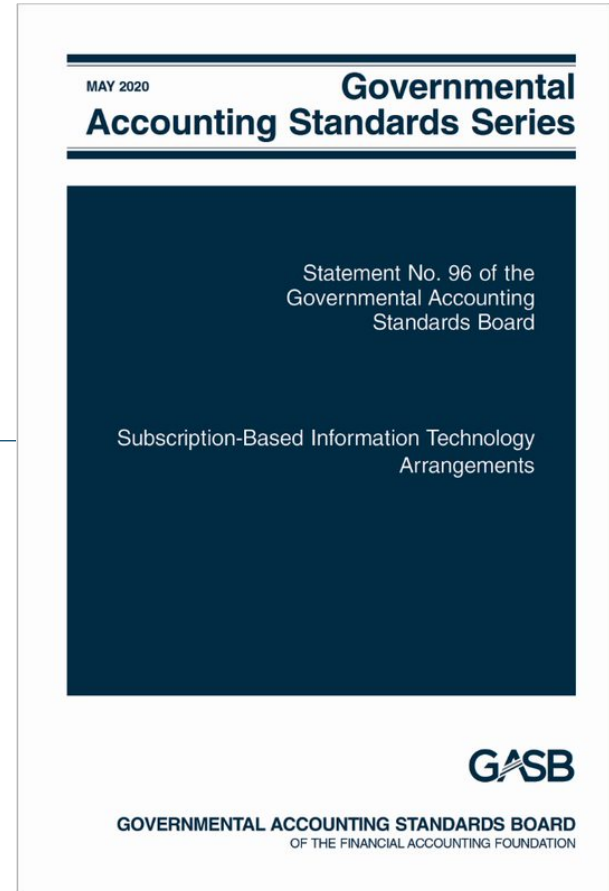 MAY 2020
Governmental
Accounting Standards Series
Statement No. 96 of the
Governmental Accounting
Standards Board
Subscription-Based Information Technology
Arrangements
GASB
GOVERNMENTAL ACCOUNTING STANDARDS BOARD
OF THE FINANCIAL ACCOUNTING FOUNDATION